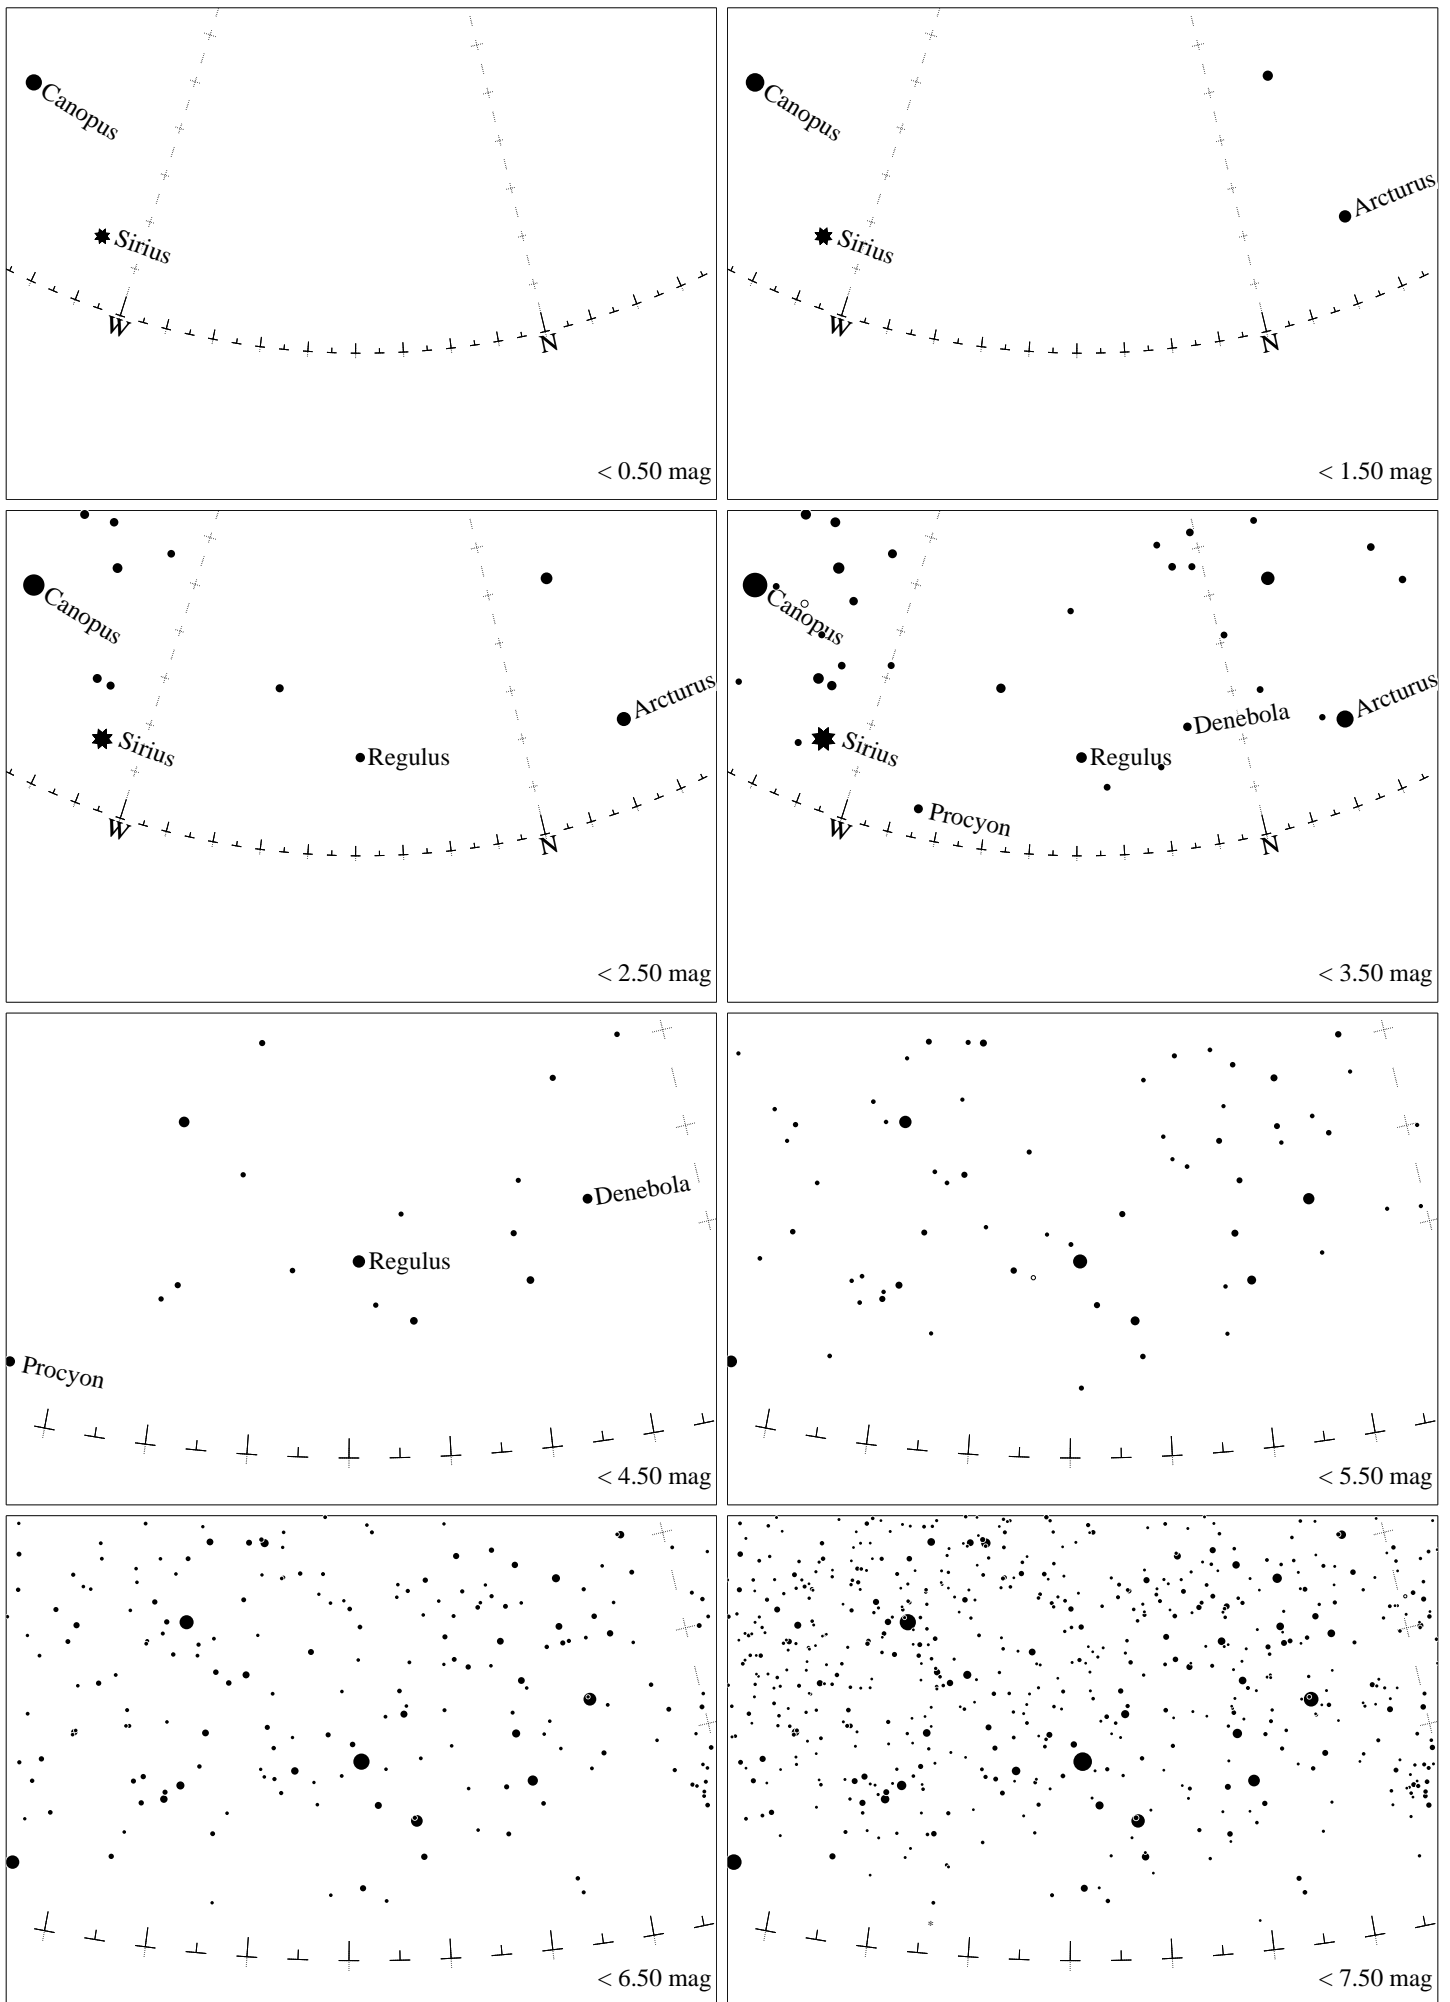 Canopus
Sirius
W
N
< 0.50 mag
Canopus
Arcturus
Sirius
W
N
< 1.50 mag
Canopus
Arcturus
Sirius
Regulus
W
N
< 2.50 mag
Canopus
Arcturus
Denebola
Sirius
Regulus
Procyon
W
N
< 3.50 mag
Denebola
Regulus
Procyon
< 4.50 mag
< 5.50 mag
< 6.50 mag
< 7.50 mag